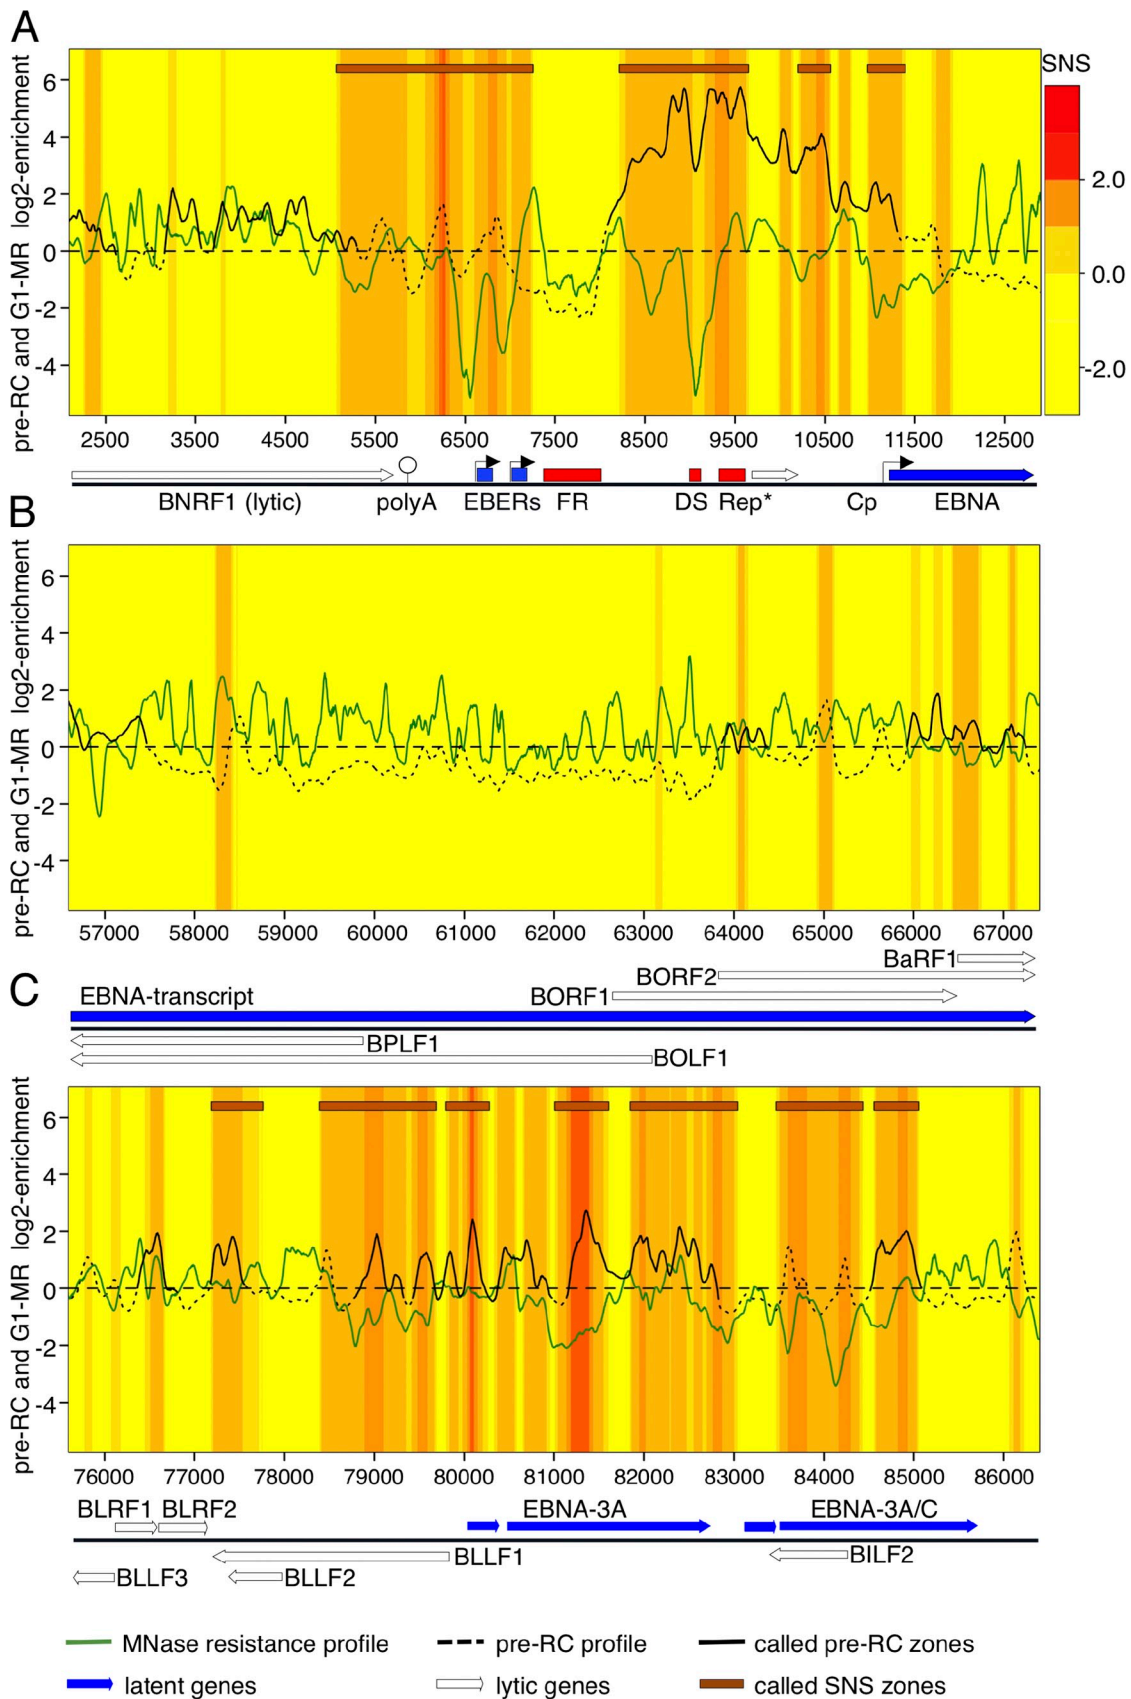 A
SNS
pre-RC and G1-MR log2-enrichment
6
4
2
0
-2
-4
2.0
0.0
-2.0
2500 3500 4500 5500 6500 7500 8500 9500 10500 11500 12500
BNRF1 (lytic) polyA EBERs FR DS Rep* Cp EBNA
B
pre-RC and G1-MR log2-enrichment
6
4
2
0
-2
-4
57000 58000 59000 60000 61000 62000 63000 64000 65000 66000 67000
BaRF1
BORF2
EBNA-transcript BORF1
BPLF1
BOLF1
C
pre-RC and G1-MR log2-enrichment
6
4
2
0
-2
-4
76000 77000 78000 79000 80000 81000 82000 83000 84000 85000 86000
BLRF1 BLRF2 EBNA-3A EBNA-3A/C
BLLF1 BILF2
BLLF3 BLLF2
MNase resistance profile pre-RC profile called pre-RC zones
latent genes lytic genes called SNS zones